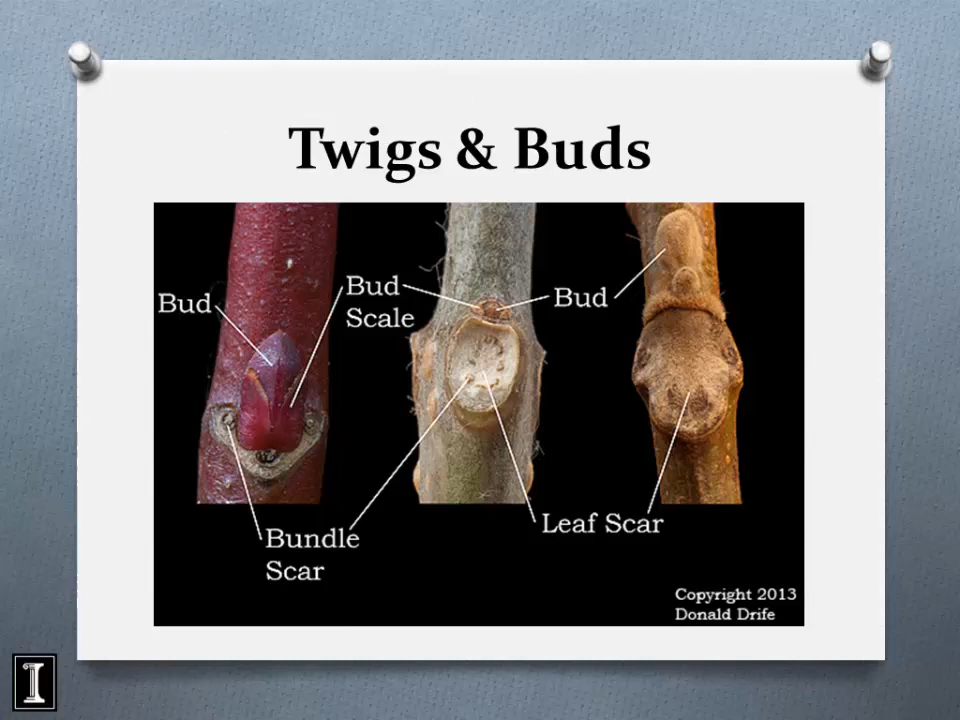 Twigs & Buds
Bud
Bud
Scale
Bud
Bundle
Scar
Leaf Scar
Copyright 2013
Donald Drife
I